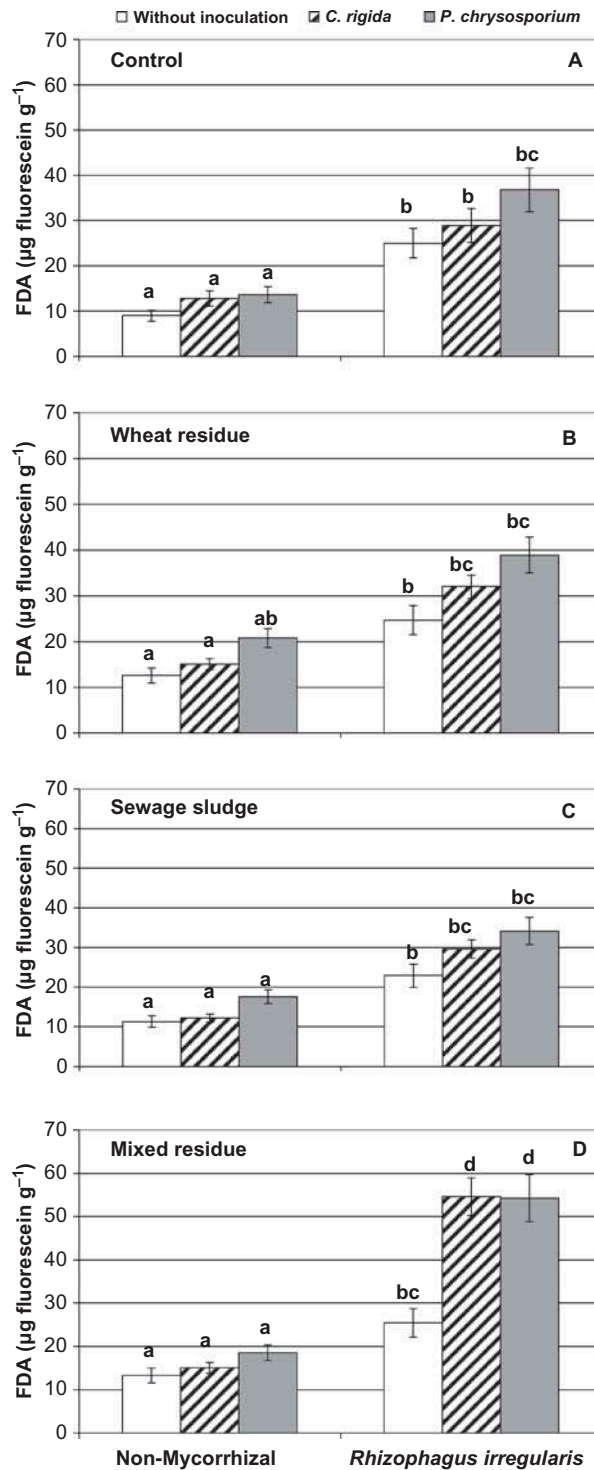 Without inoculation C. rigida P. chrysosporium
Control A
FDA (µg fluorescein g⁻¹)
70
60
50
40
30
20
10
0
a a a b b bc
Wheat residue B
FDA (µg fluorescein g⁻¹)
70
60
50
40
30
20
10
0
a a ab b bc bc
Sewage sludge C
FDA (µg fluorescein g⁻¹)
70
60
50
40
30
20
10
0
a a a b bc bc
Mixed residue D
FDA (µg fluorescein g⁻¹)
70
60
50
40
30
20
10
0
a a a bc d d
Non-Mycorrhizal Rhizophagus irregularis